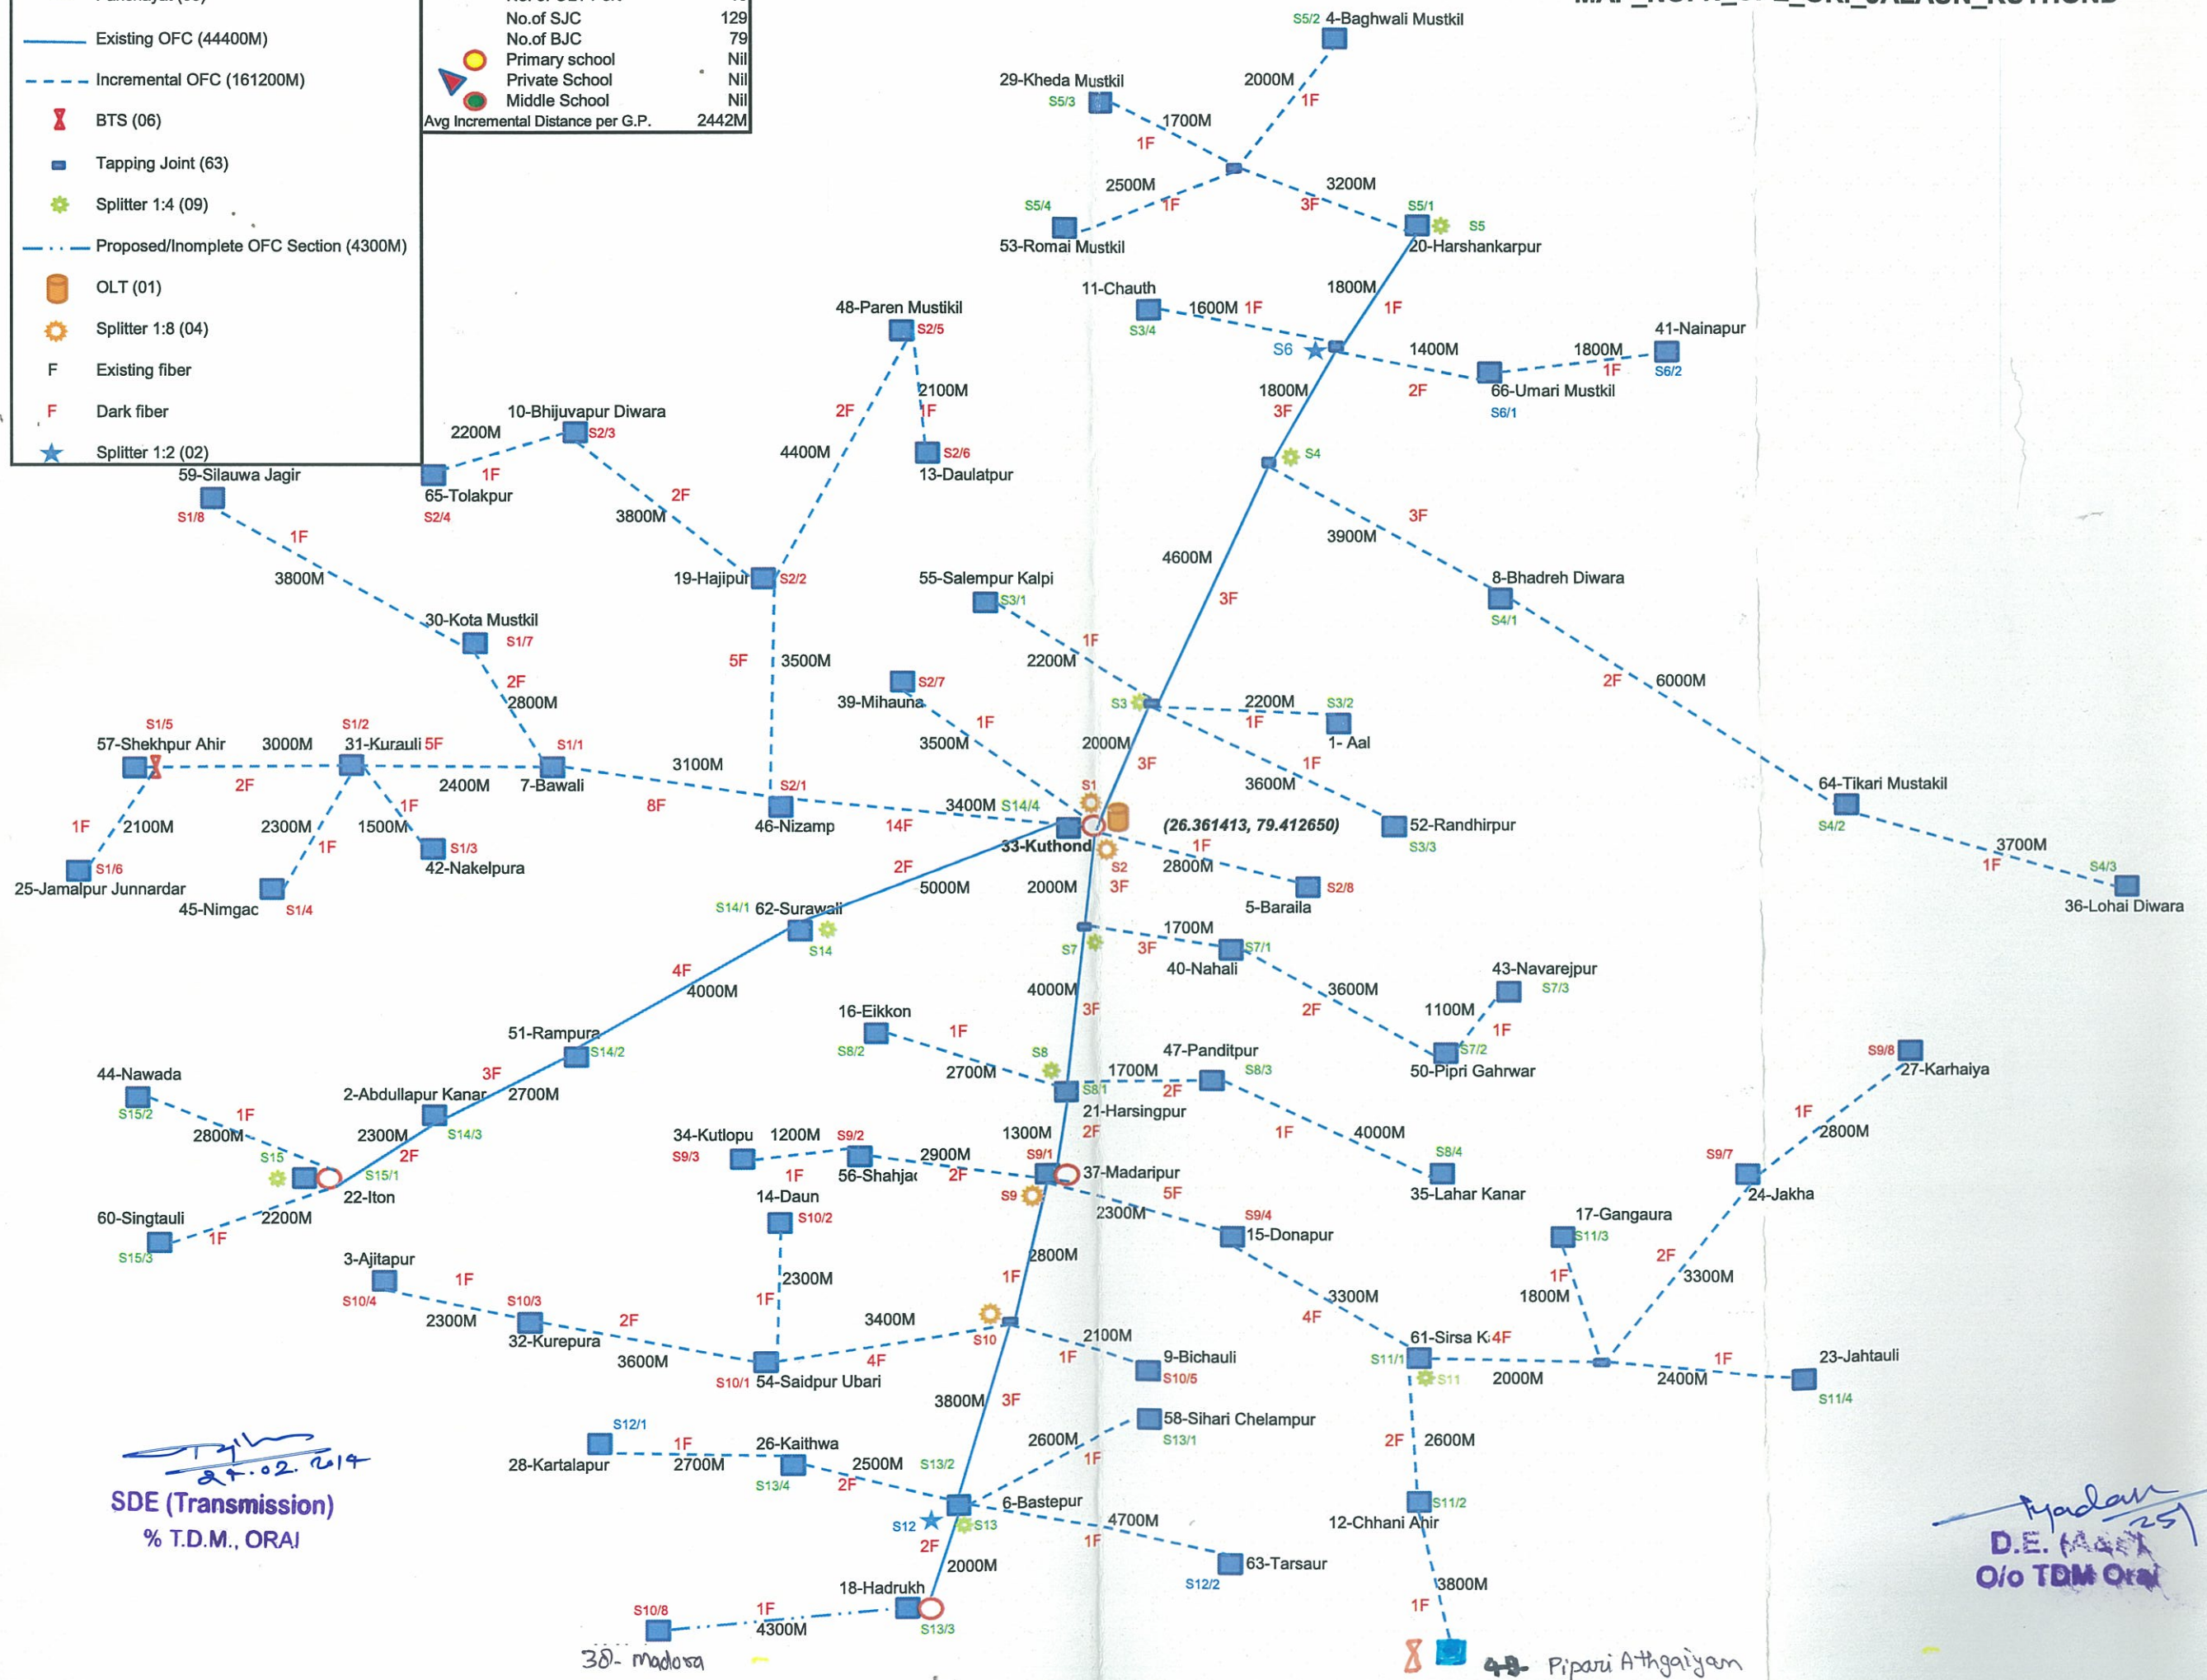 Existing OFC (44400M)
Incremental OFC (161200M)
BTS (06)
Tapping Joint (63)
Splitter 1:4 (09)
Proposed/Inomplete OFC Section (4300M)
OLT (01)
Splitter 1:8 (04)
F Existing fiber
F Dark fiber
Splitter 1:2 (02)
No.of SJC 129
No.of BJC 79
Primary school Nil
Private School Nil
Middle School Nil
Avg Incremental Distance per G.P. 2442M
S5/2 4-Baghwali Mustkil
2000M
1F
29-Kheda Mustkil
S5/3
1700M
1F
2500M
1F
S5/4
53-Romai Mustkil
3200M
3F
S5/1
S5
20-Harshankarpur
1800M
1F
11-Chauth
S3/4
1600M 1F
S6
1400M
2F
41-Nainapur
1800M
1F
S6/2
66-Umari Mustkil
S6/1
1800M
3F
S4
48-Paren Mustikil
S2/5
2100M
1F
2F
4400M
S2/6
13-Daulatpur
10-Bhijuvapur Diwara
S2/3
2200M
1F
65-Tolakpur
S2/4
2F
3800M
59-Silauwa Jagir
S1/8
1F
3800M
19-Hajipur S2/2
5F 3500M
30-Kota Mustkil
S1/7
2F
2800M
55-Salempur Kalpi
S3/1
1F
2200M
4600M
3F
3F
3900M
8-Bhadreh Diwara
S4/1
2F 6000M
64-Tikari Mustakil
S4/2
3700M
1F
S4/3
36-Lohai Diwara
S2/7
39-Mihauna
1F
3500M
S3
2200M
1F
S3/2
1- Aal
2000M
3F
1F
3600M
52-Randhirpur
S3/3
S1/5
57-Shekhpur Ahir
3000M
2F
S1/2
31-Kurauli 5F
2400M
S1/1
7-Bawali
3100M
8F
S2/1
46-Nizamp
3400M S14/4
14F
S1
(26.361413, 79.412650)
33-Kuthond
S2
1F
2800M
S2/8
5-Baraila
1F 2100M
S1/6
25-Jamalpur Junnardar
2300M
1F
1500M
1F
S1/3
42-Nakelpura
45-Nimgac S1/4
2F
5000M
2000M 3F
S14/1 62-Surawali
S14
S7
1700M
3F
S7/1
40-Nahali
4F
4000M
4000M
3F
3600M
2F
43-Navarejpur
S7/3
1100M
1F
S7/2
50-Pipri Gahrwar
51-Rampura
S14/2
3F
2700M
16-Eikkon
S8/2
1F
2700M
S8
S8/1
21-Harsingpur
47-Panditpur
1700M
2F
S8/3
1F
4000M
S8/4
35-Lahar Kanar
44-Nawada
S15/2
1F
2800M
2-Abdullapur Kanar
S14/3
2300M
2F
S15
S15/1
22-Iton
60-Singtauli
S15/3
2200M
1F
1300M 2F
34-Kutlopu
S9/3
1200M
1F
S9/2
56-Shahjac
2900M
2F
S9/1
37-Madaripur
S9
5F
2300M
S9/4
15-Donapur
S9/8
27-Karhaiya
1F
2800M
S9/7
24-Jakha
2F
3300M
17-Gangaura
S11/3
1F
1800M
14-Daun
S10/2
2300M
1F
2800M
1F
3300M
4F
3-Ajitapur
S10/4
1F
2300M
S10/3
32-Kurepura
2F
3600M
S10/1 54-Saidpur Ubari
3400M
4F
S10
2100M
1F
9-Bichauli
S10/5
61-Sirsa K 4F
S11/1
S11
2000M
1F
2400M
23-Jahtauli
S11/4
3800M 3F
2F 2600M
S12/1
28-Kartalapur
1F
2700M
26-Kaithwa
S13/4
2500M
2F
S13/2
2600M
1F
58-Sihari Chelampur
S13/1
6-Bastepur
S12
S13
4700M
1F
63-Tarsaur
S12/2
S11/2
12-Chhani Ahir
3800M
1F
2F
2000M
18-Hadrukh
S13/3
S10/8
1F
4300M
38- madora
49- Pipari Athgaiyan
24.02.2014
SDE (Transmission)
% T.D.M., ORAI
O/o TDM Orai